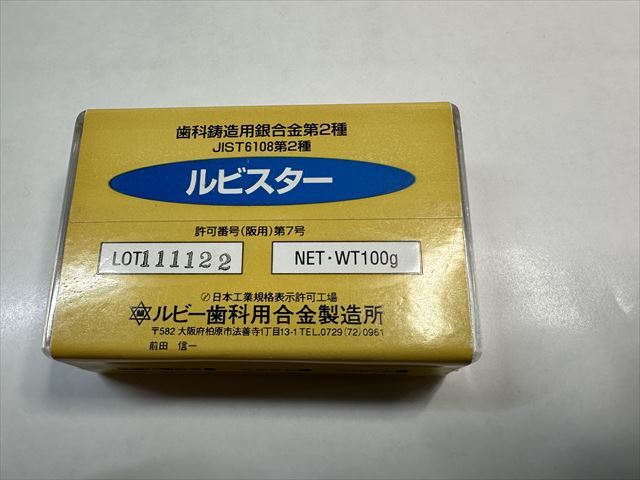 歯科鋳造用銀合金第2種
JIST6108第2種
ルビスター
許可番号(阪用)第7号
LOT111122
NET・WT100g
日本工業規格表示許可工場
ルビー歯科用合金製造所
〒582 大阪府柏原市法善寺1丁目13-1 TEL.0729(72)0961
前田 信一